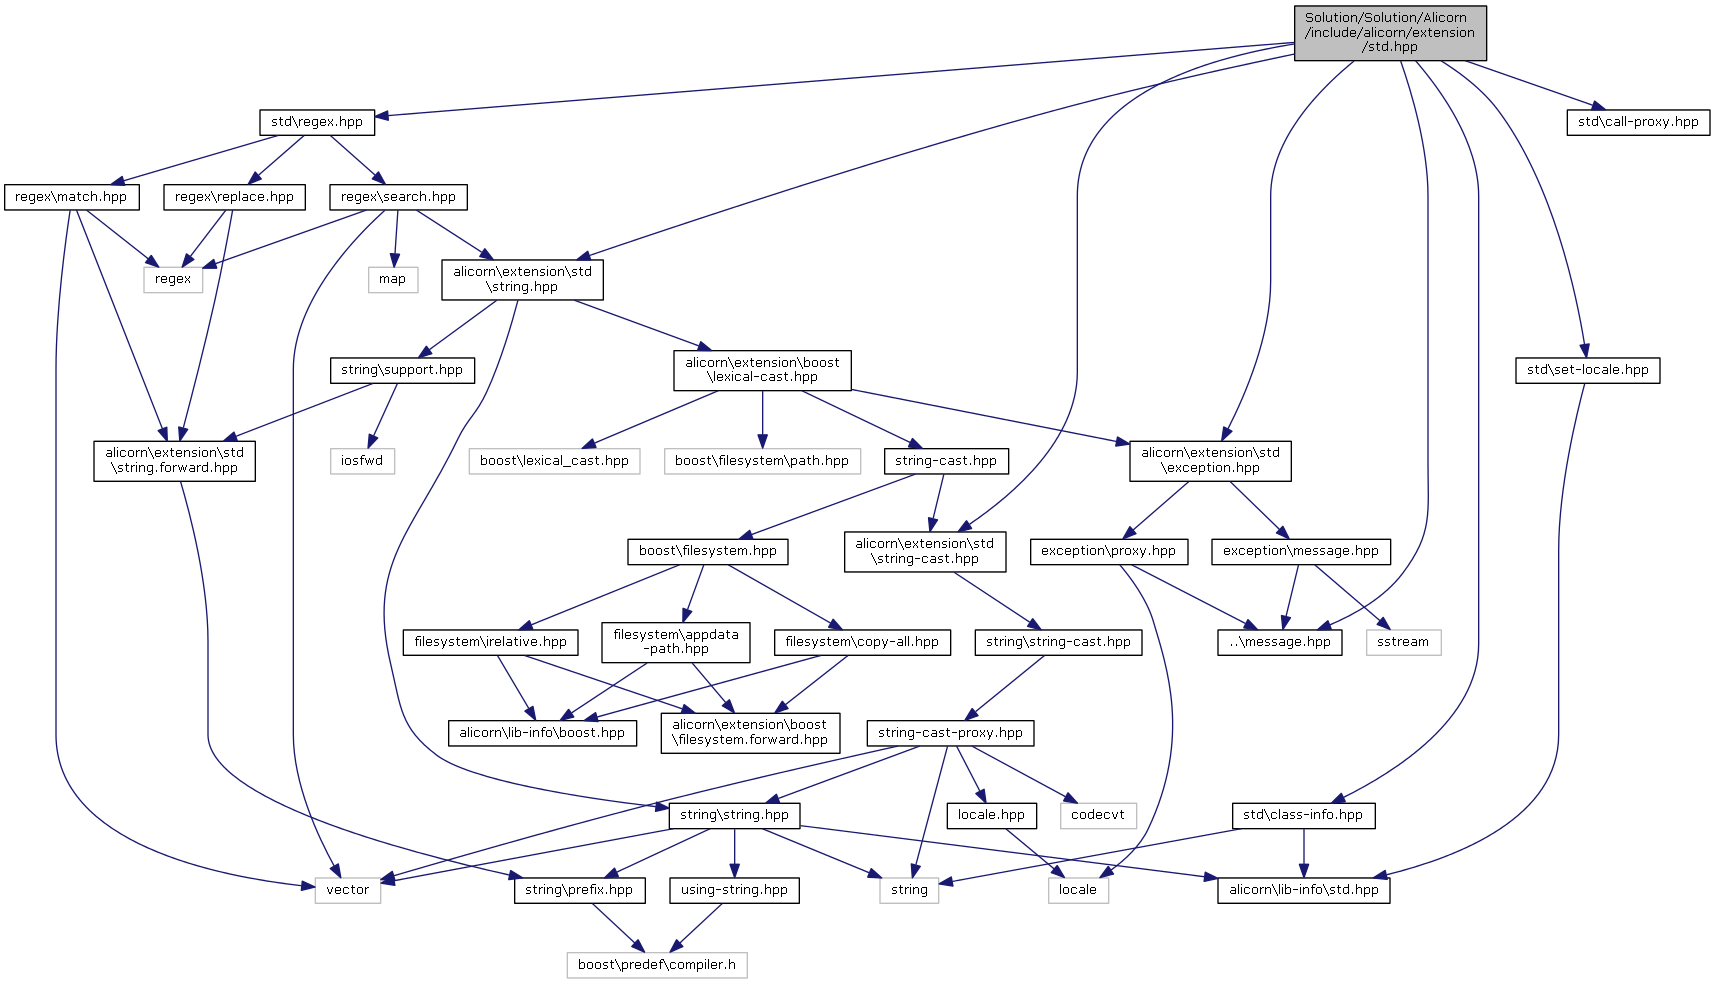 Solution/Solution/Alicorn
/include/alicorn/extension
/std.hpp
std\regex.hpp
std\call-proxy.hpp
regex\match.hpp
regex\replace.hpp
regex\search.hpp
regex
map
alicorn\extension\std
\string.hpp
string\support.hpp
alicorn\extension\boost
\lexical-cast.hpp
std\set-locale.hpp
alicorn\extension\std
\string.forward.hpp
iosfwd
boost\lexical_cast.hpp
boost\filesystem\path.hpp
string-cast.hpp
alicorn\extension\std
\exception.hpp
boost\filesystem.hpp
alicorn\extension\std
\string-cast.hpp
exception\proxy.hpp
exception\message.hpp
filesystem\irelative.hpp
filesystem\appdata
-path.hpp
filesystem\copy-all.hpp
string\string-cast.hpp
..\message.hpp
sstream
alicorn\lib-info\boost.hpp
alicorn\extension\boost
\filesystem.forward.hpp
string-cast-proxy.hpp
string\string.hpp
locale.hpp
codecvt
std\class-info.hpp
vector
string\prefix.hpp
using-string.hpp
string
locale
alicorn\lib-info\std.hpp
boost\predef\compiler.h